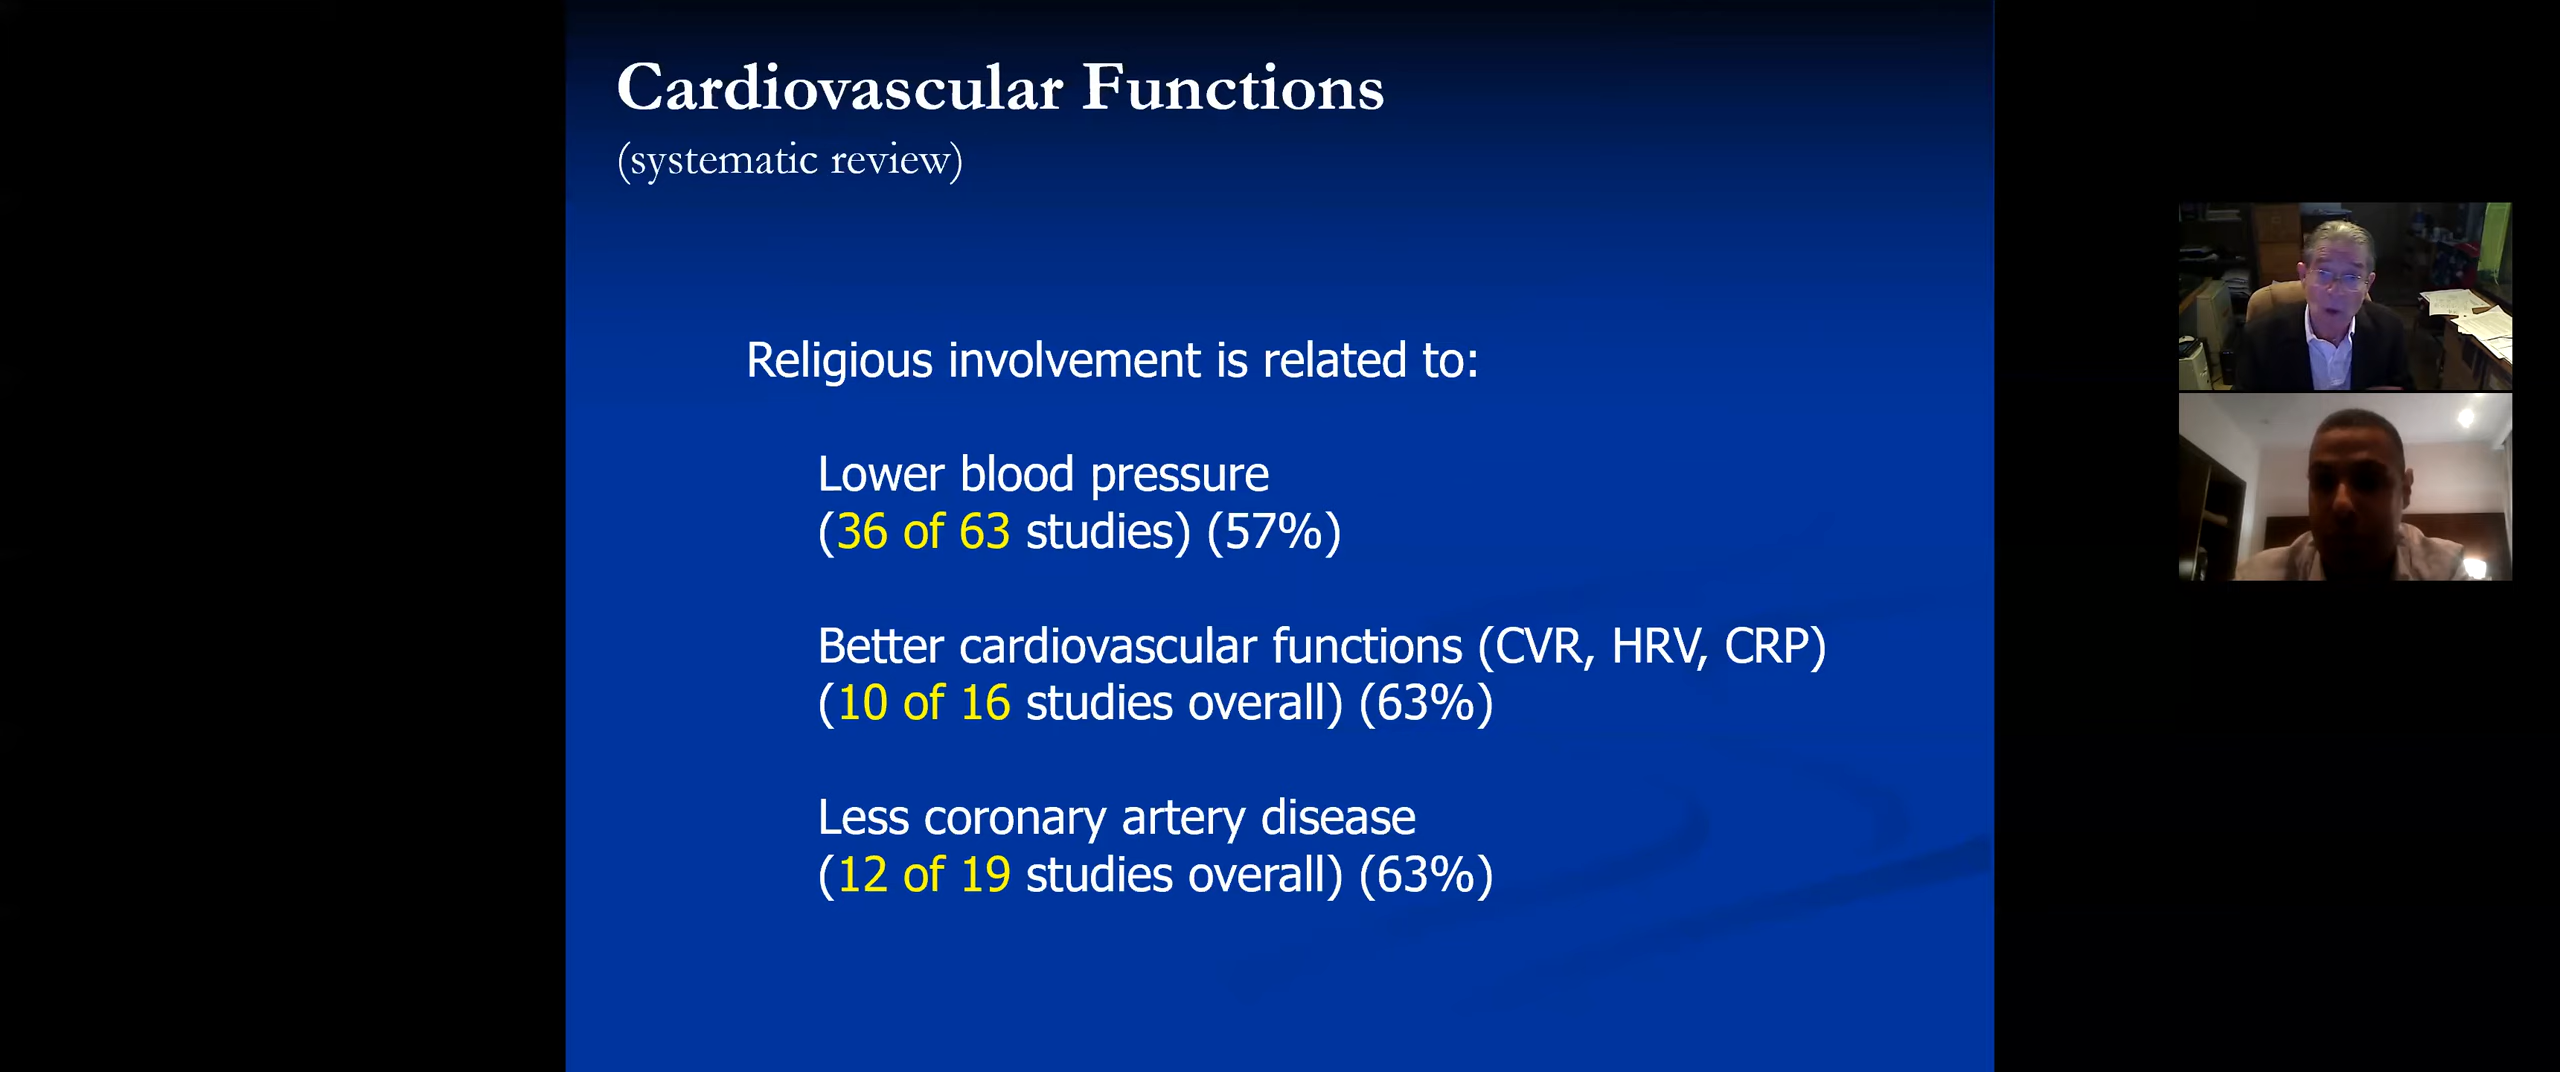 Cardiovascular Functions
(systematic review)
Religious involvement is related to:
Lower blood pressure
(36 of 63 studies) (57%)
Better cardiovascular functions (CVR, HRV, CRP)
(10 of 16 studies overall) (63%)
Less coronary artery disease
(12 of 19 studies overall) (63%)